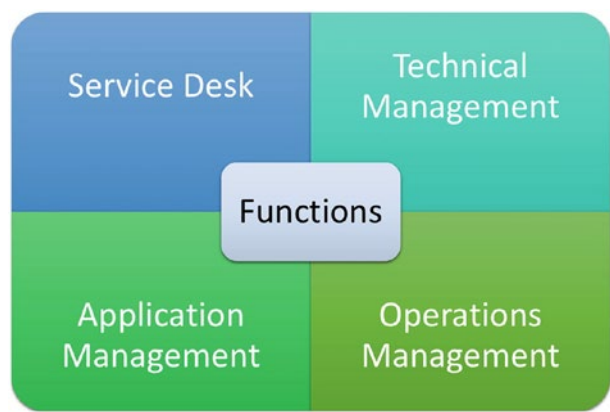 Service Desk
Technical
Management
Functions
Application
Management
Operations
Management